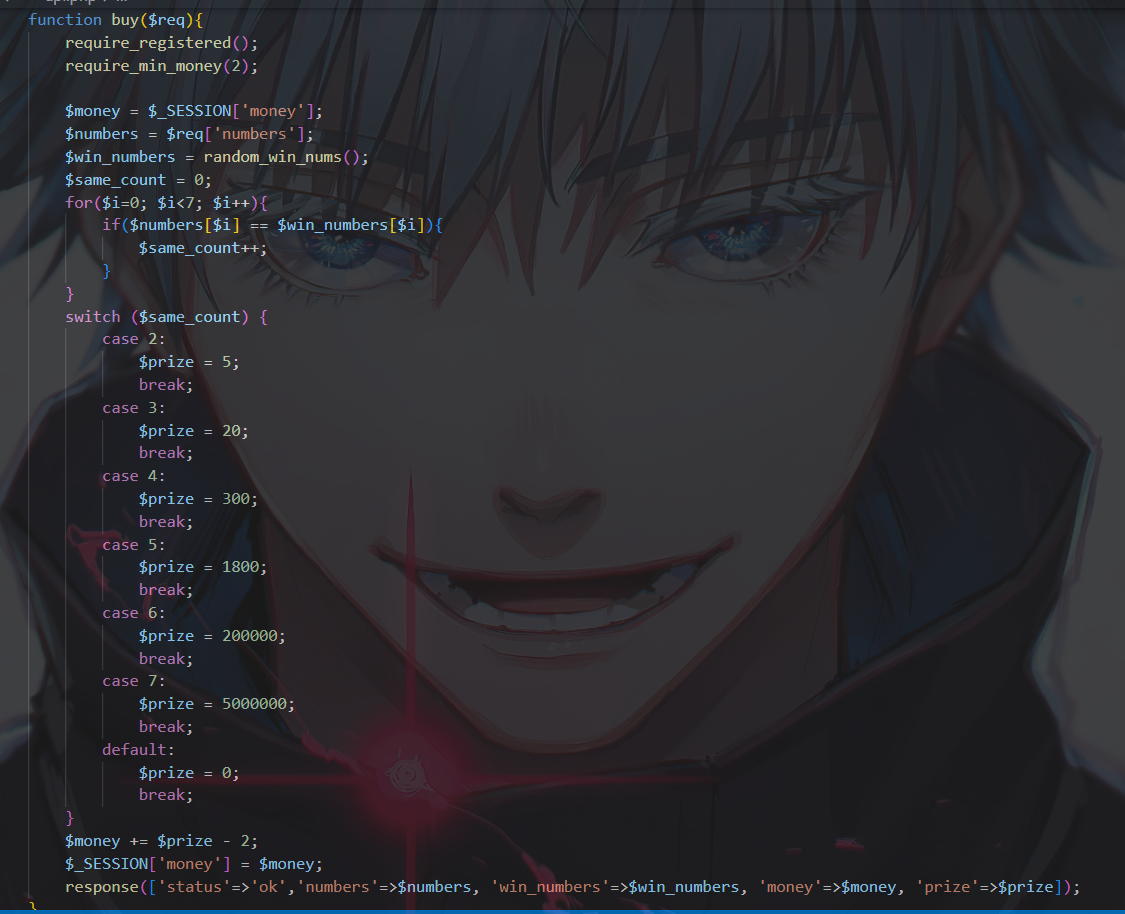 function buy($req){
require_registered();
require_min_money(2);
$money = $_SESSION['money'];
$numbers = $req['numbers'];
$win_numbers = random_win_nums();
$same_count = 0;
for($i=0; $i<7; $i++){
if($numbers[$i] == $win_numbers[$i]){
$same_count++;
}
}
switch ($same_count) {
case 2:
$prize = 5;
break;
case 3:
$prize = 20;
break;
case 4:
$prize = 300;
break;
case 5:
$prize = 1800;
break;
case 6:
$prize = 200000;
break;
case 7:
$prize = 5000000;
break;
default:
$prize = 0;
break;
}
$money += $prize - 2;
$_SESSION['money'] = $money;
response(['status'=>'ok','numbers'=>$numbers, 'win_numbers'=>$win_numbers, 'money'=>$money, 'prize'=>$prize]);
}